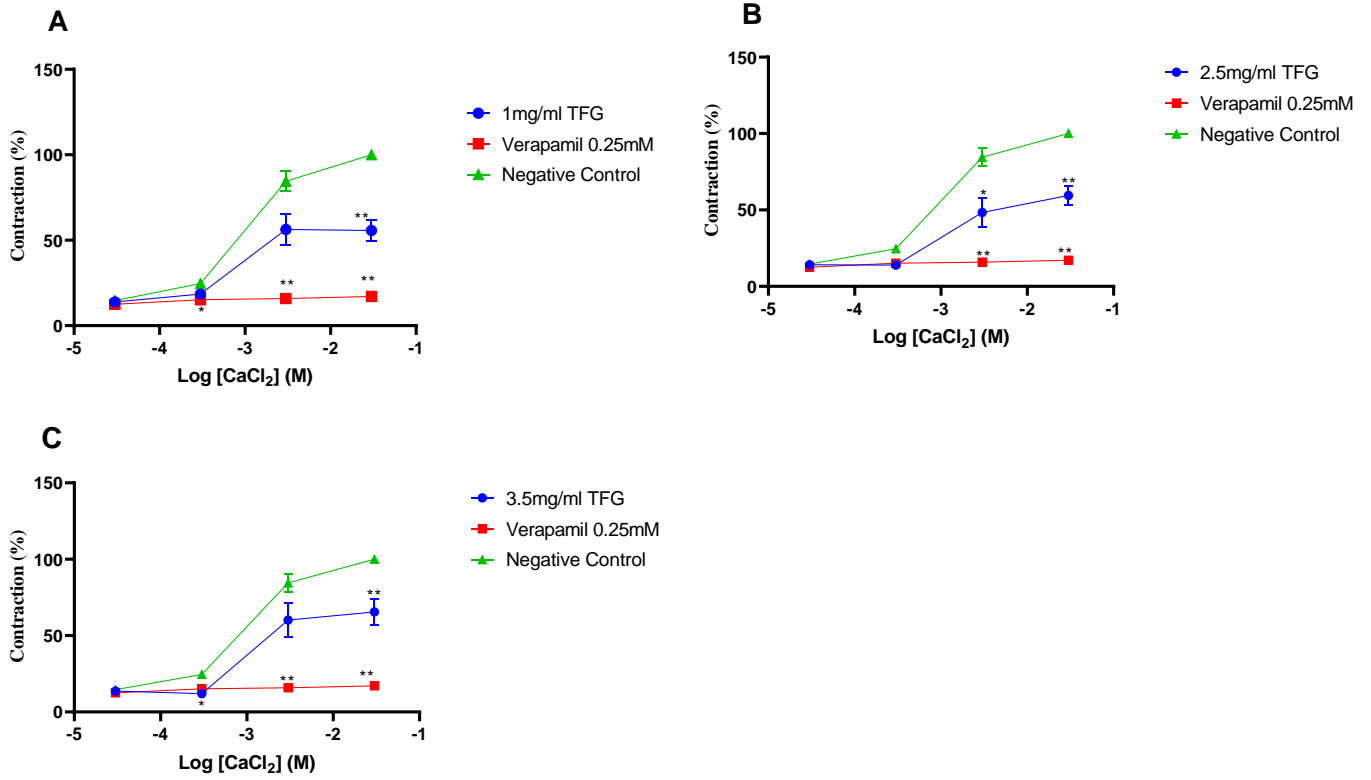 A
150
100
50
0
Contraction (%)
-5 -4 -3 -2 -1
Log [CaCl₂] (M)
**
**
**
*
1mg/ml TFG
Verapamil 0.25mM
Negative Control
B
150
100
50
0
Contraction (%)
-5 -4 -3 -2 -1
Log [CaCl₂] (M)
*
**
**
**
2.5mg/ml TFG
Verapamil 0.25mM
Negative Control
C
150
100
50
0
Contraction (%)
-5 -4 -3 -2 -1
Log [CaCl₂] (M)
**
**
**
*
3.5mg/ml TFG
Verapamil 0.25mM
Negative Control